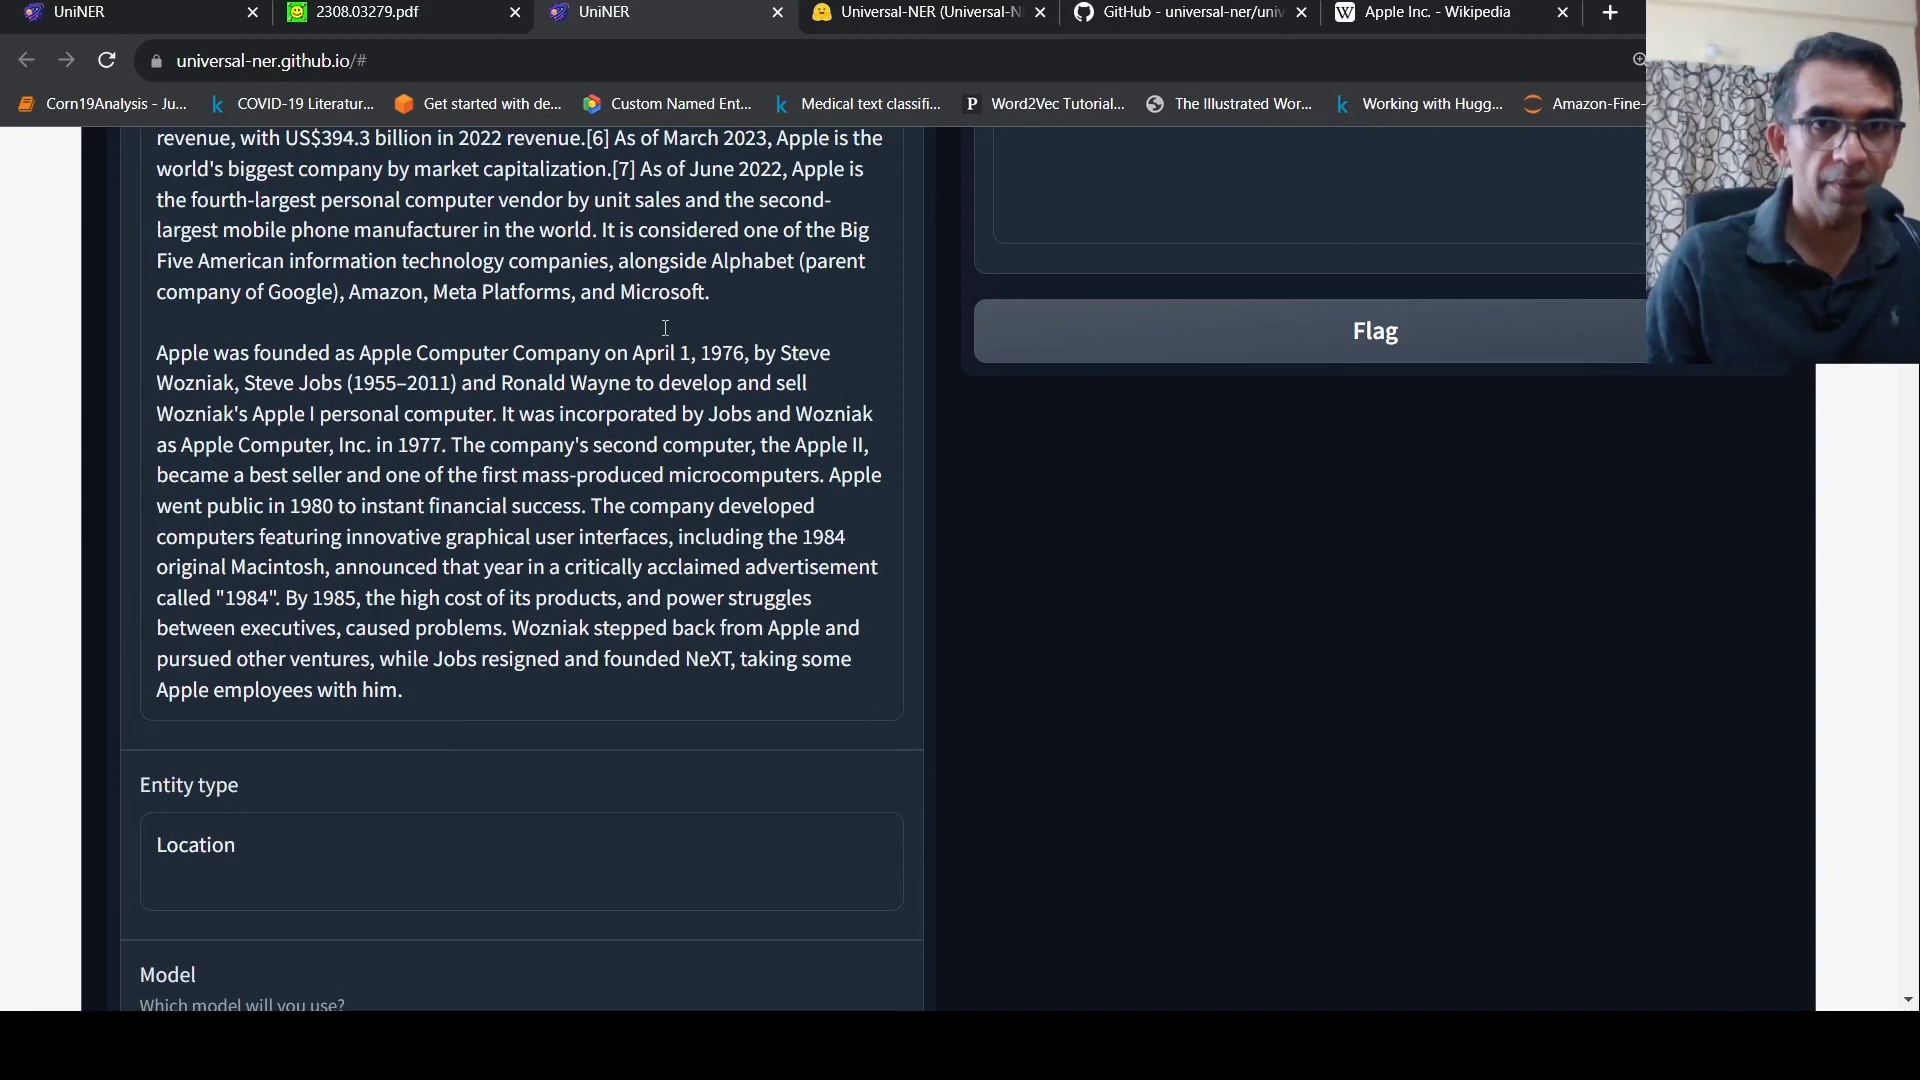 UniNER
2308.03279.pdf
UniNER
Universal-NER (Universal-N
GitHub - universal-ner/univ
Apple Inc. - Wikipedia
universal-ner.github.io/#
Corn19Analysis - Ju...
COVID-19 Literatur...
Get started with de...
Custom Named Ent...
Medical text classifi...
Word2Vec Tutorial...
The Illustrated Wor...
Working with Hugg...
Amazon-Fine-
revenue, with US$394.3 billion in 2022 revenue.[6] As of March 2023, Apple is the
world's biggest company by market capitalization.[7] As of June 2022, Apple is
the fourth-largest personal computer vendor by unit sales and the second-
largest mobile phone manufacturer in the world. It is considered one of the Big
Five American information technology companies, alongside Alphabet (parent
company of Google), Amazon, Meta Platforms, and Microsoft.
Apple was founded as Apple Computer Company on April 1, 1976, by Steve
Wozniak, Steve Jobs (1955–2011) and Ronald Wayne to develop and sell
Wozniak's Apple I personal computer. It was incorporated by Jobs and Wozniak
as Apple Computer, Inc. in 1977. The company's second computer, the Apple II,
became a best seller and one of the first mass-produced microcomputers. Apple
went public in 1980 to instant financial success. The company developed
computers featuring innovative graphical user interfaces, including the 1984
original Macintosh, announced that year in a critically acclaimed advertisement
called "1984". By 1985, the high cost of its products, and power struggles
between executives, caused problems. Wozniak stepped back from Apple and
pursued other ventures, while Jobs resigned and founded NeXT, taking some
Apple employees with him.
Flag
Entity type
Location
Model
Which model will you use?